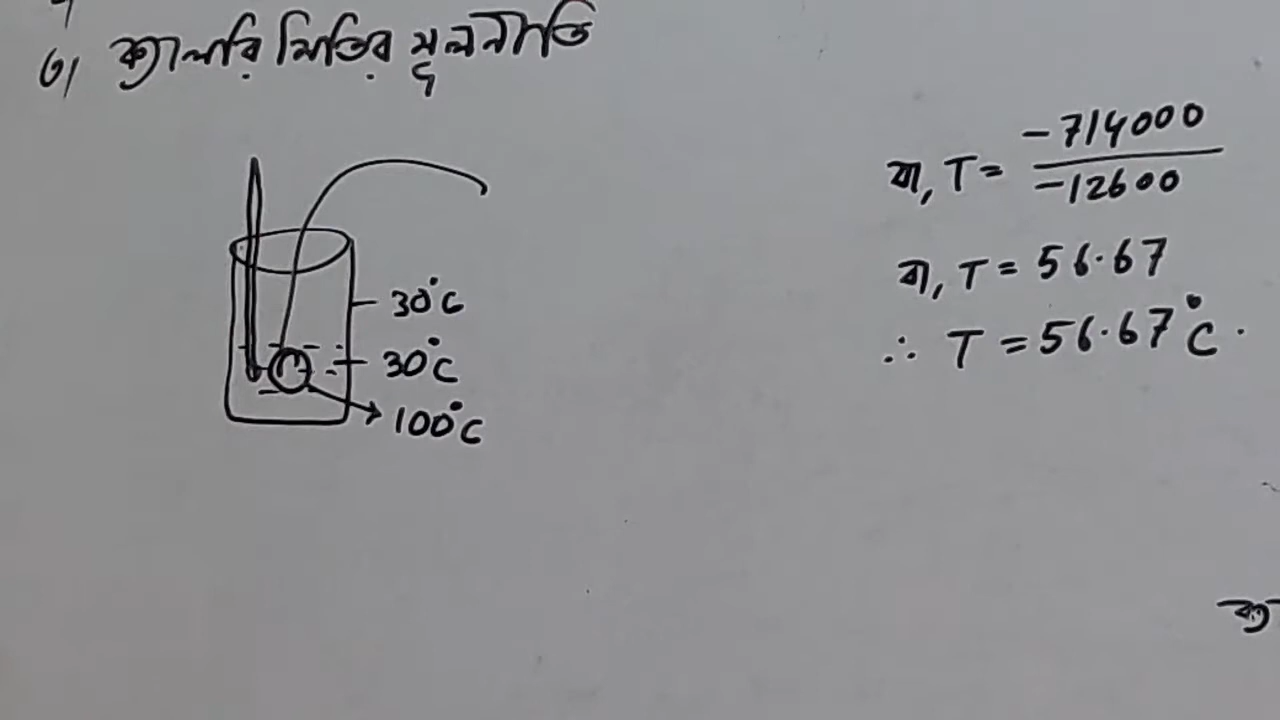 ৩। ক্যালরি মিতির মূলনীতি
30°C
30°C
100°C
বা, T = -714000 / -12600
বা, T = 56.67
∴ T = 56.67°C.